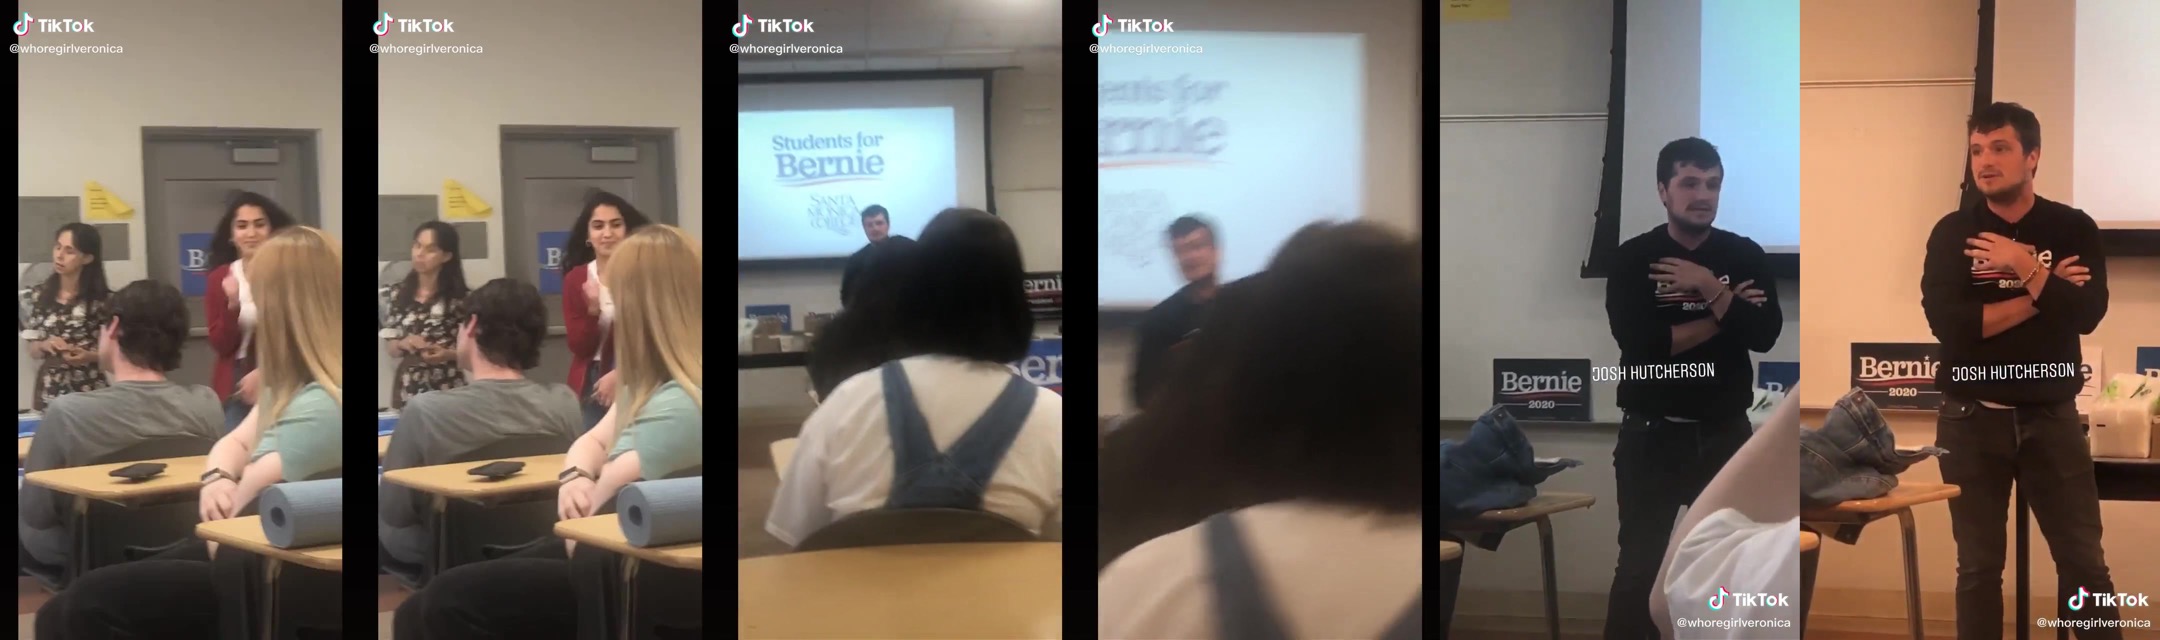 TikTok
@whoregirlveronica
TikTok
@whoregirlveronica
TikTok
@whoregirlveronica
Students for
Bernie
SANTA
MONICA
COLLEGE
TikTok
@whoregirlveronica
Bernie
2020
JOSH HUTCHERSON
TikTok
@whoregirlveronica
Bernie
2020
JOSH HUTCHERSON
TikTok
@whoregirlveronica